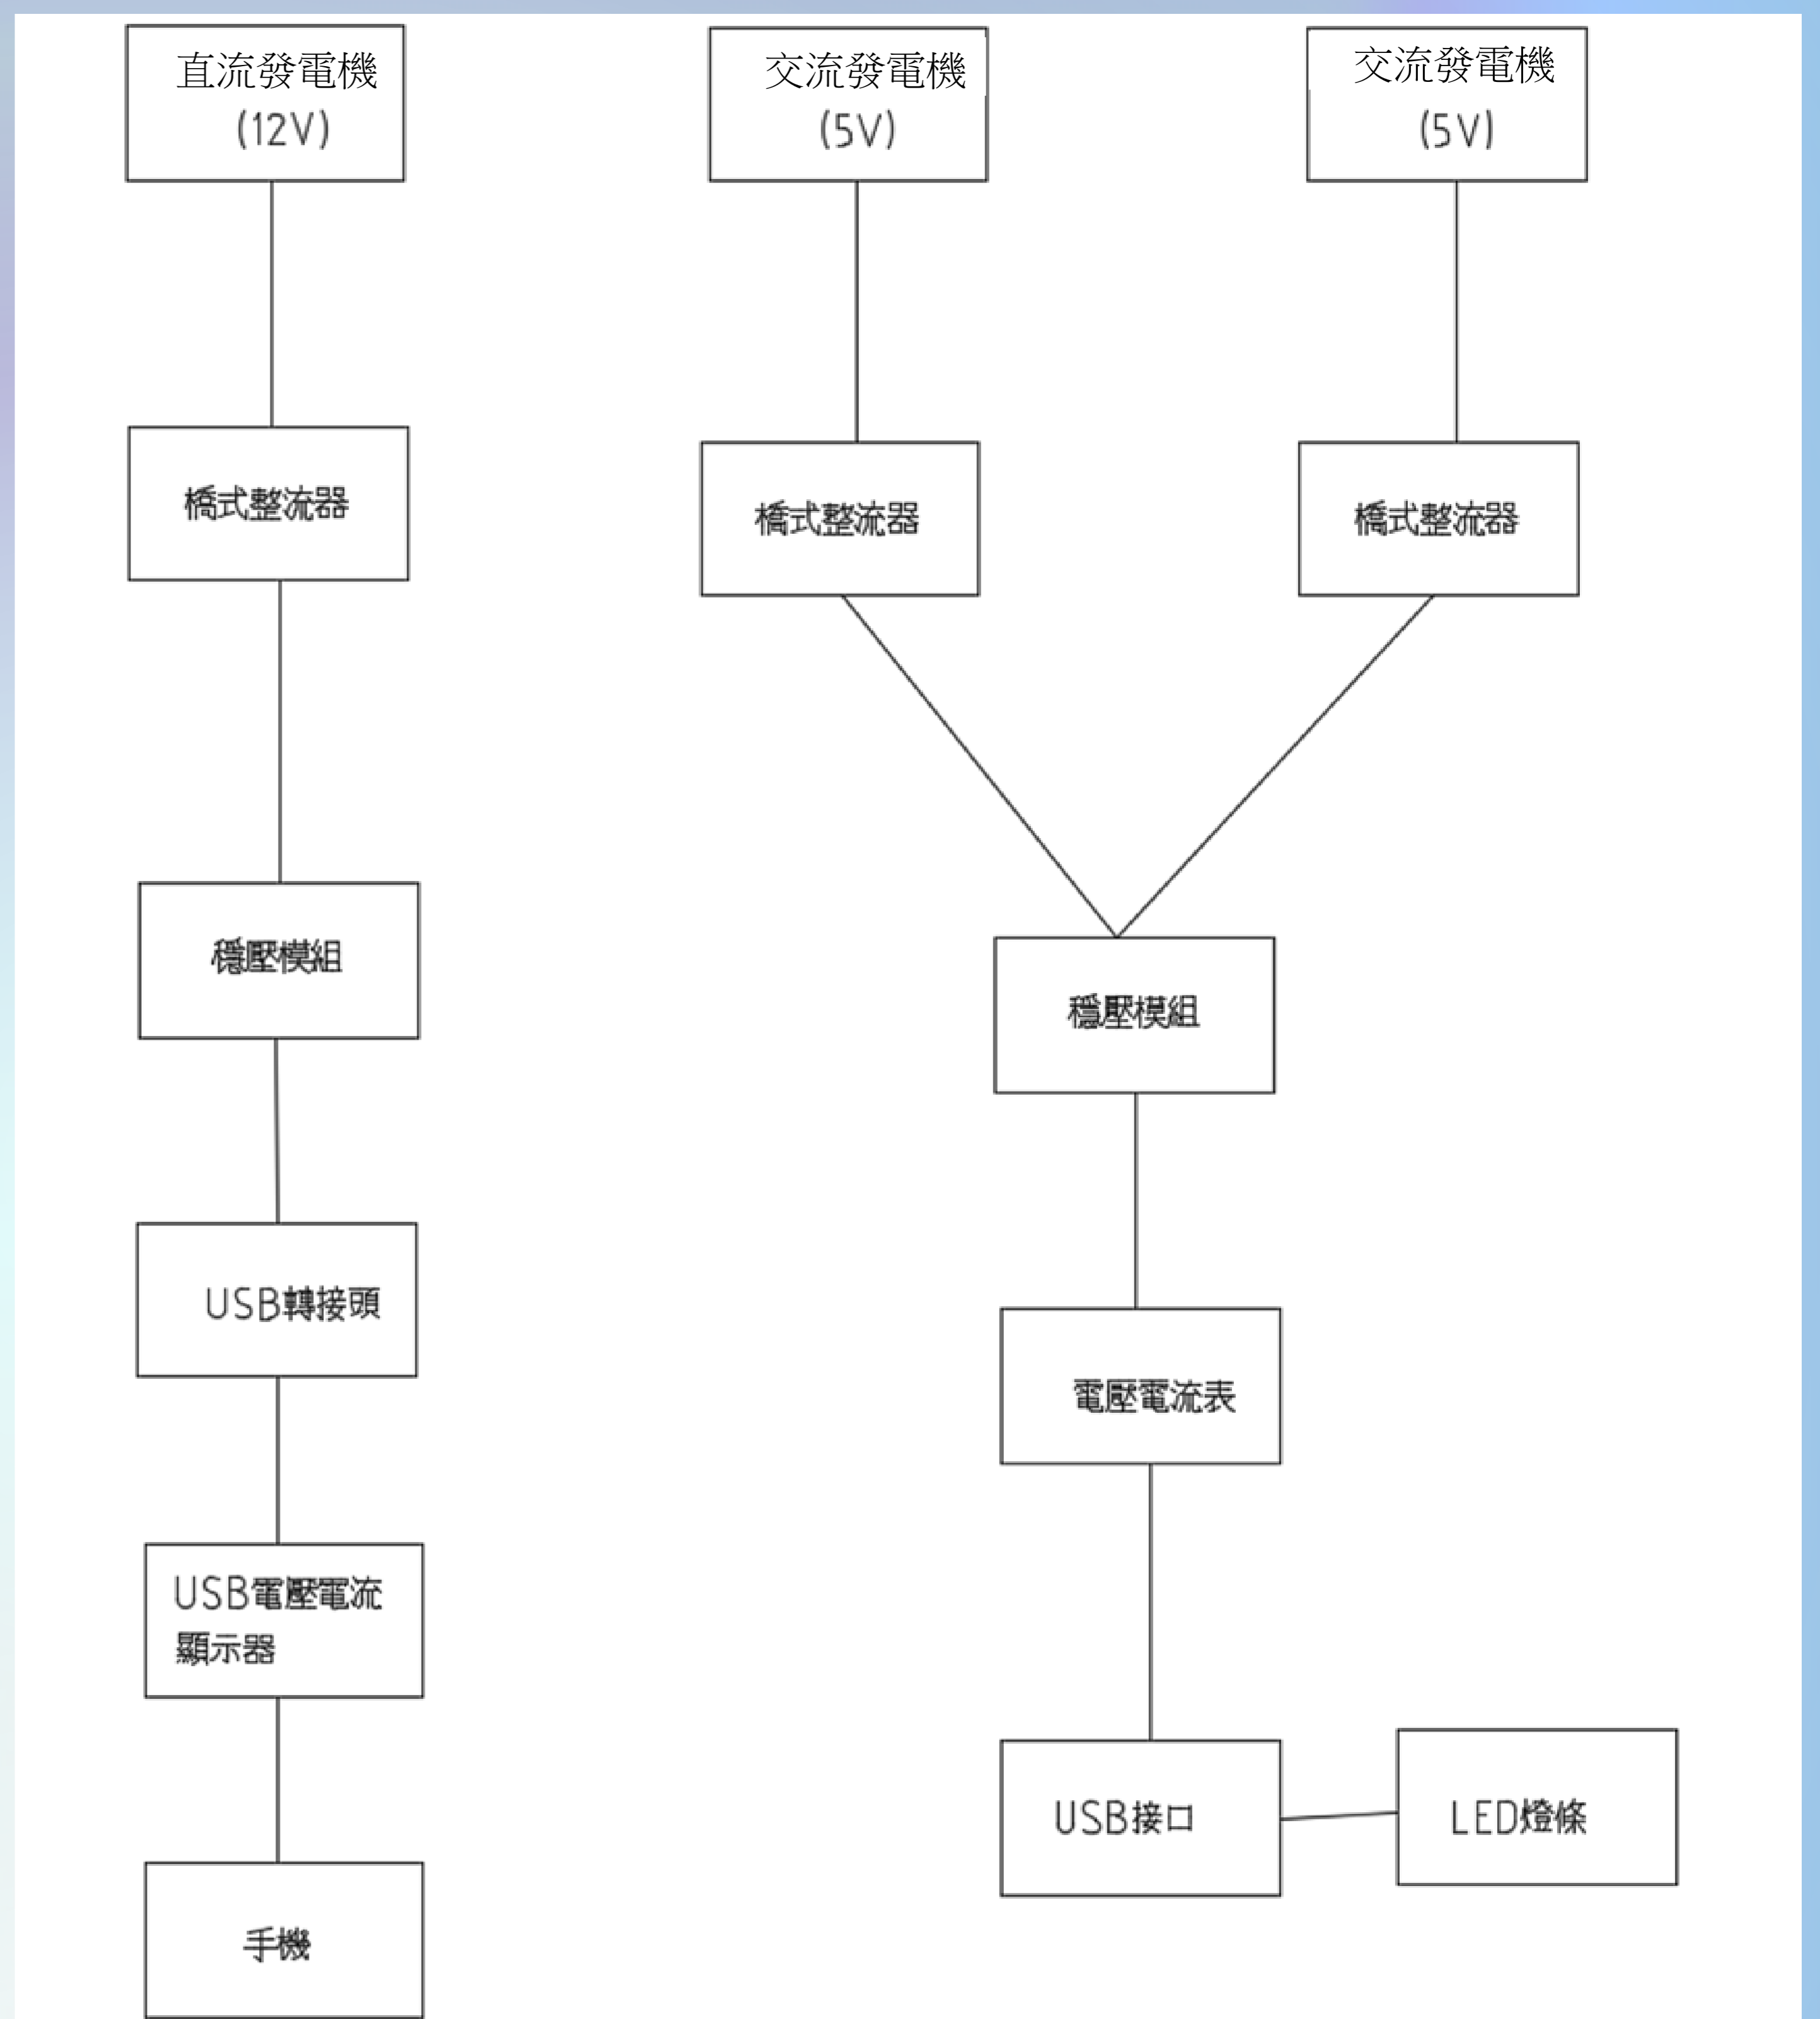 直流發電機
(12V)
交流發電機
(5V)
交流發電機
(5V)
橋式整流器
橋式整流器
橋式整流器
穩壓模組
穩壓模組
USB轉接頭
電壓電流表
USB電壓電流
顯示器
USB接口
LED燈條
手機